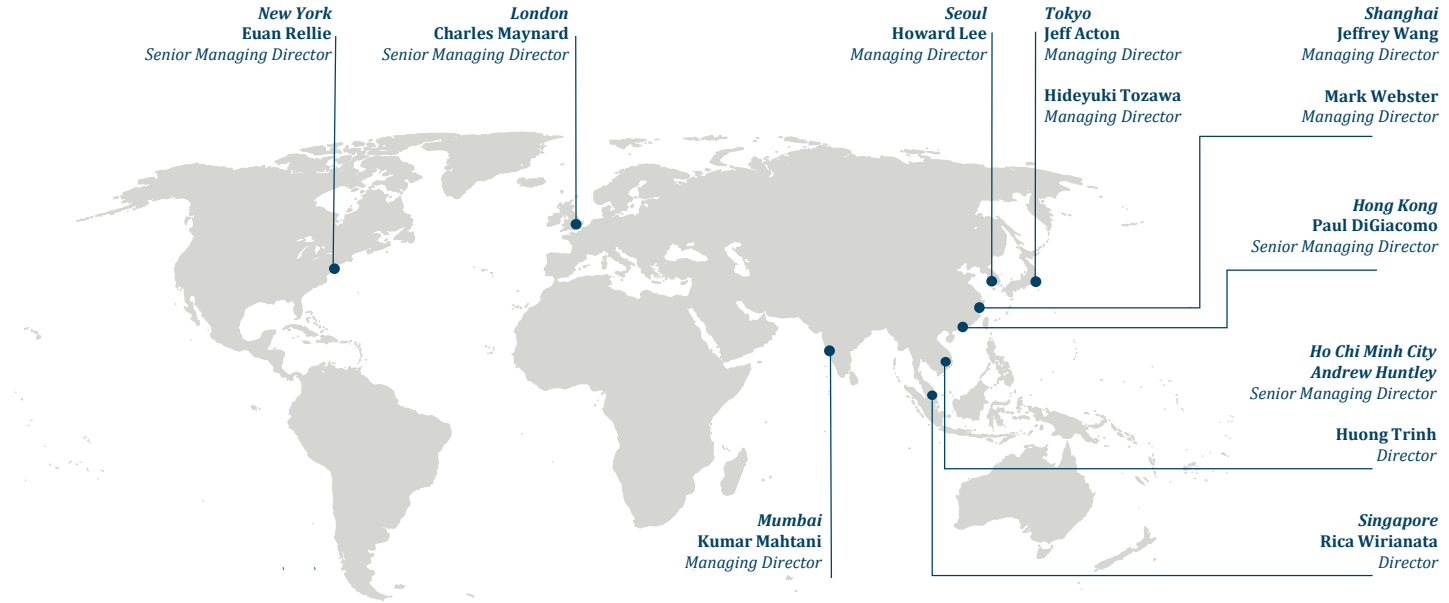 New York
Euan Rellie
Senior Managing Director
London
Charles Maynard
Senior Managing Director
Seoul
Howard Lee
Managing Director
Tokyo
Jeff Acton
Managing Director
Hideyuki Tozawa
Managing Director
Shanghai
Jeffrey Wang
Managing Director
Mark Webster
Managing Director
Hong Kong
Paul DiGiacomo
Senior Managing Director
Ho Chi Minh City
Andrew Huntley
Senior Managing Director
Huong Trinh
Director
Mumbai
Kumar Mahtani
Managing Director
Singapore
Rica Wirianata
Director